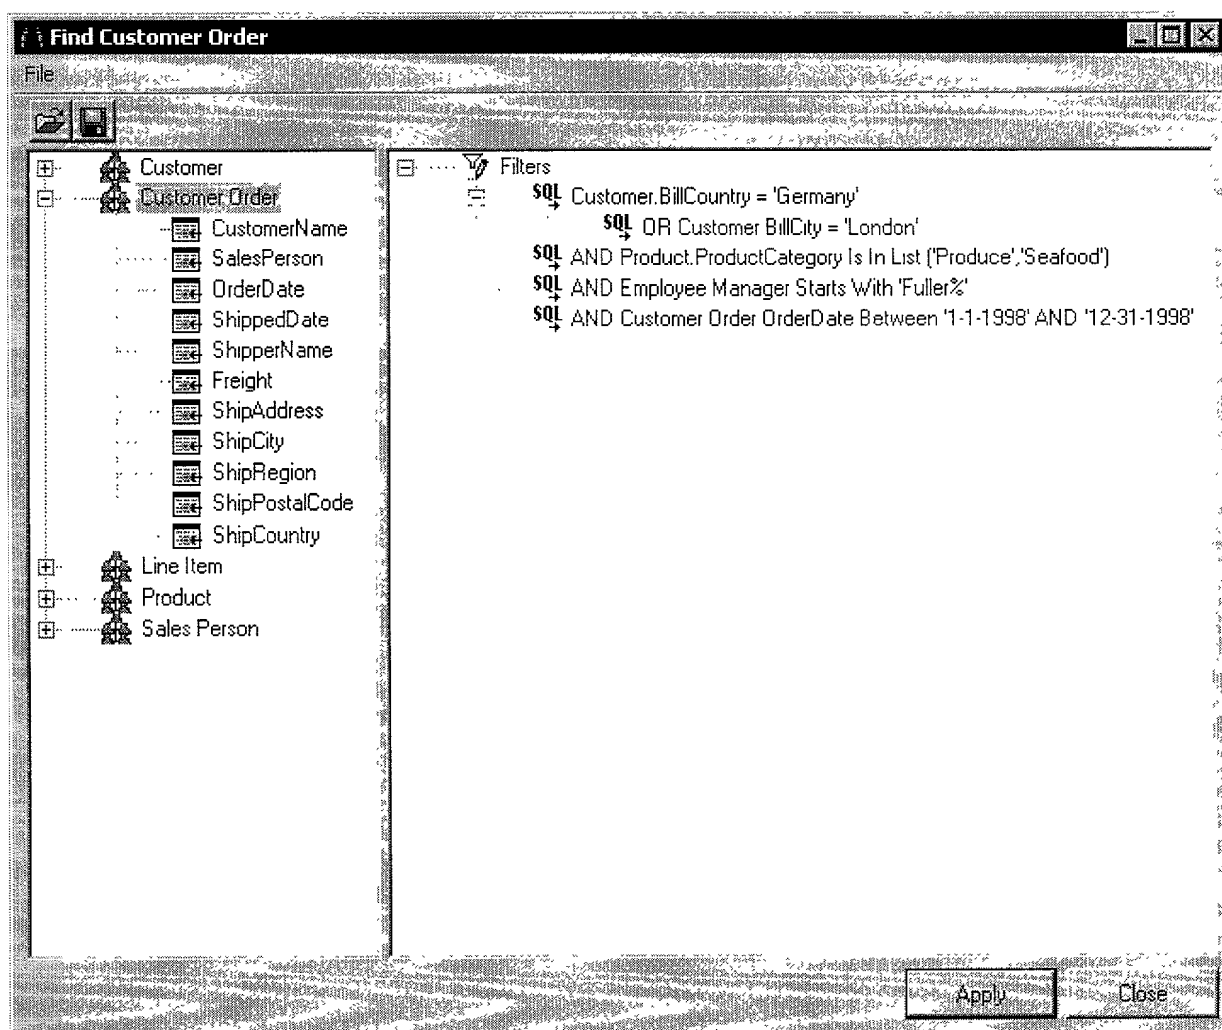 Find Customer Order
File
Customer
Customer Order
CustomerName
SalesPerson
OrderDate
ShippedDate
ShipperName
Freight
ShipAddress
ShipCity
ShipRegion
ShipPostalCode
ShipCountry
Line Item
Product
Sales Person
Filters
SQL Customer.BillCountry = 'Germany'
SQL OR Customer BillCity = 'London'
SQL AND Product.ProductCategory Is In List ('Produce','Seafood')
SQL AND Employee Manager Starts With 'Fuller%'
SQL AND Customer Order OrderDate Between '1-1-1998' AND '12-31-1998'
Apply
Close